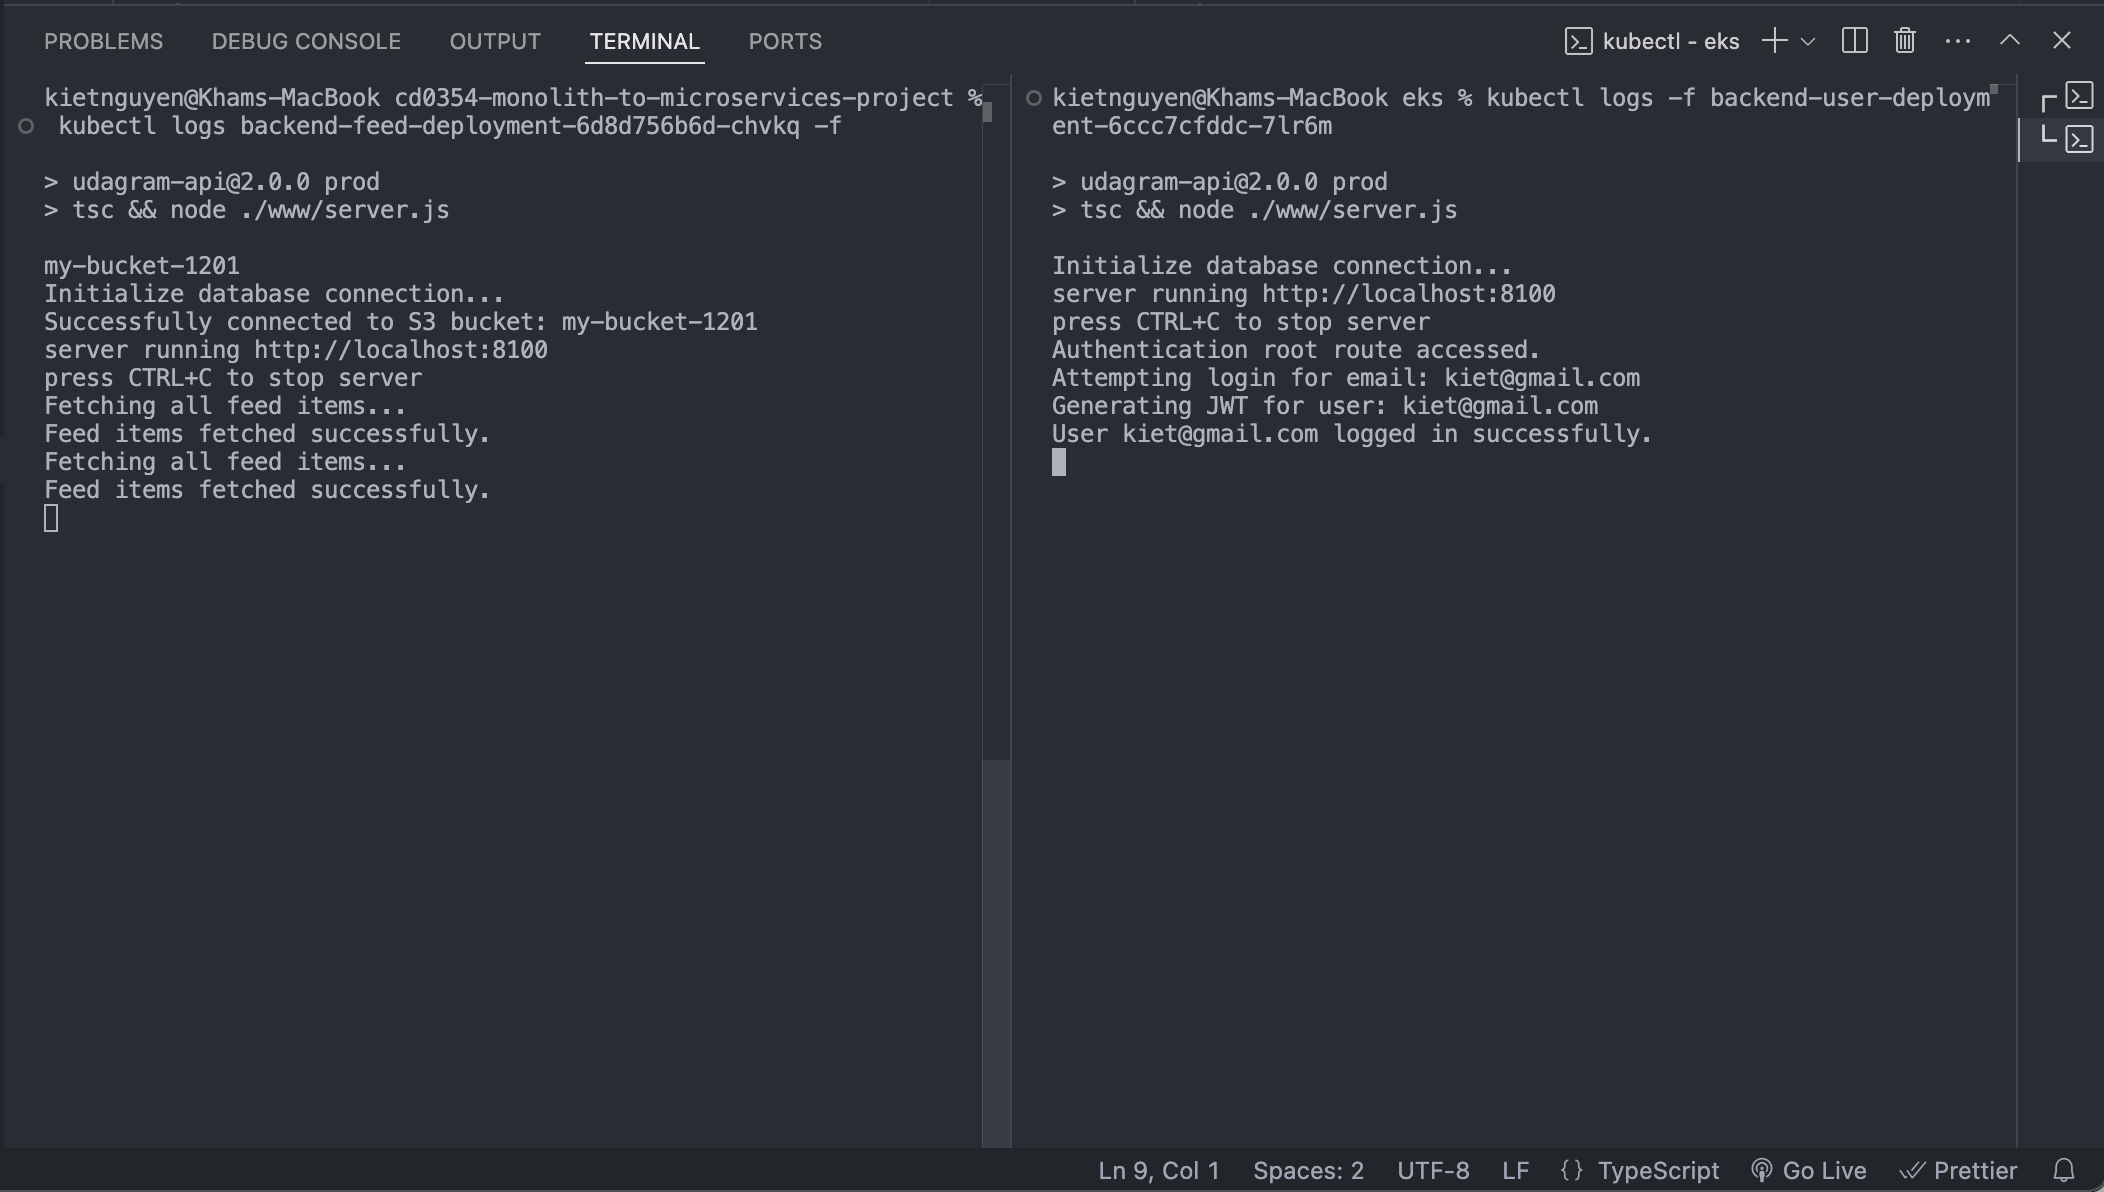 PROBLEMS DEBUG CONSOLE OUTPUT TERMINAL PORTS kubectl - eks
kietnguyen@Khams-MacBook cd0354-monolith-to-microservices-project %
kubectl logs backend-feed-deployment-6d8d756b6d-chvkq -f
> udagram-api@2.0.0 prod
> tsc && node ./www/server.js
my-bucket-1201
Initialize database connection...
Successfully connected to S3 bucket: my-bucket-1201
server running http://localhost:8100
press CTRL+C to stop server
Fetching all feed items...
Feed items fetched successfully.
Fetching all feed items...
Feed items fetched successfully.
kietnguyen@Khams-MacBook eks % kubectl logs -f backend-user-deploym
ent-6ccc7cfddc-7lr6m
> udagram-api@2.0.0 prod
> tsc && node ./www/server.js
Initialize database connection...
server running http://localhost:8100
press CTRL+C to stop server
Authentication root route accessed.
Attempting login for email: kiet@gmail.com
Generating JWT for user: kiet@gmail.com
User kiet@gmail.com logged in successfully.
Ln 9, Col 1 Spaces: 2 UTF-8 LF {} TypeScript Go Live Prettier